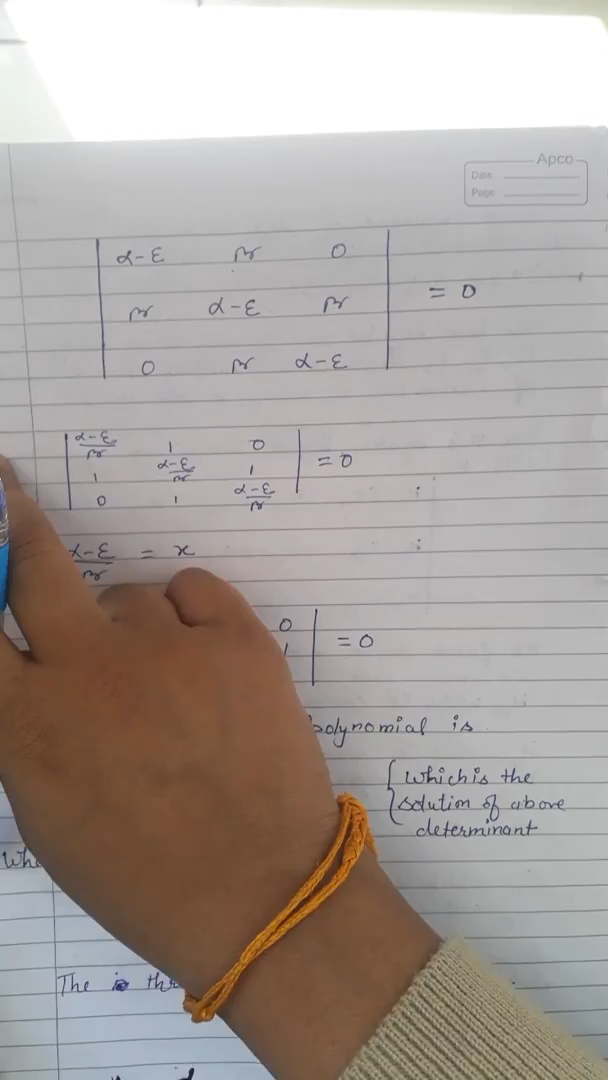 Apco
Date
Page
α-ε β 0
β α-ε β = 0
0 β α-ε
α-ε/β 1 0
1 α-ε/β 1 = 0
0 1 α-ε/β
α-ε/β = x
0
1 = 0
polynomial is
{ which is the
solution of above
determinant
The